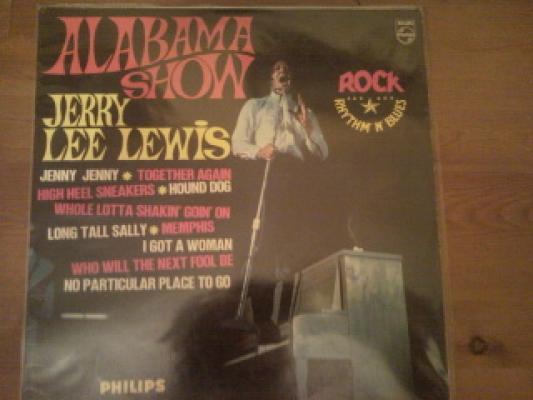 ALABAMA
SHOW
JERRY
LEE LEWIS
ROCK
RHYTHM 'N' BLUES
JENNY JENNY ★ TOGETHER AGAIN
HIGH HEEL SNEAKERS ★ HOUND DOG
WHOLE LOTTA SHAKIN' GOIN' ON
LONG TALL SALLY ★ MEMPHIS
I GOT A WOMAN
WHO WILL THE NEXT FOOL BE
NO PARTICULAR PLACE TO GO
PHILIPS